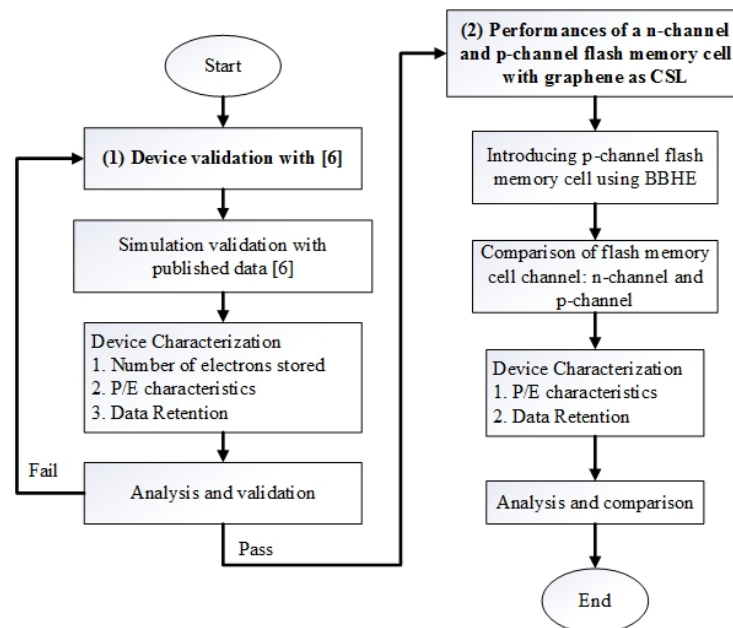 Start
(1) Device validation with [6]
Simulation validation with
published data [6]
Device Characterization
1. Number of electrons stored
2. P/E characteristics
3. Data Retention
Analysis and validation
Fail
Pass
(2) Performances of a n-channel
and p-channel flash memory cell
with graphene as CSL
Introducing p-channel flash
memory cell using BBHE
Comparison of flash memory
cell channel: n-channel and
p-channel
Device Characterization
1. P/E characteristics
2. Data Retention
Analysis and comparison
End